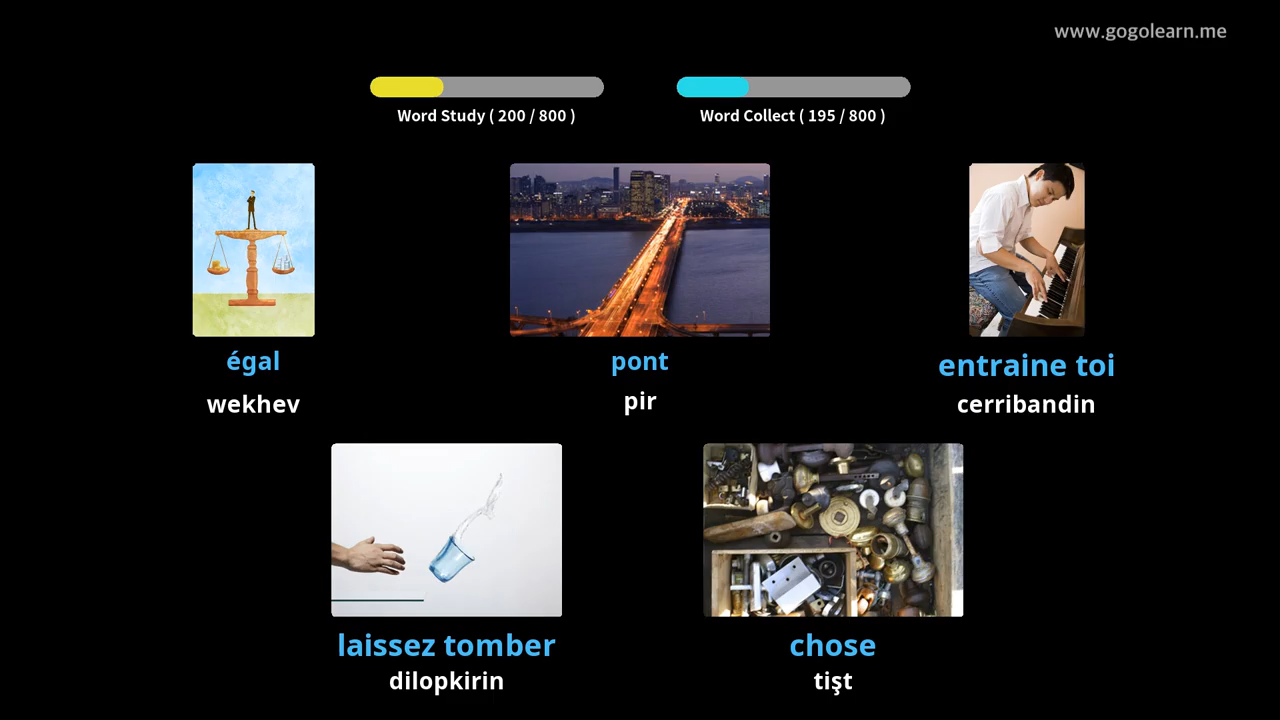 www.gogolearn.me
Word Study ( 200 / 800 )
Word Collect ( 195 / 800 )
égal
pont
entraine toi
wekhev
pir
cerribandin
laissez tomber
chose
dilopkirin
tişt